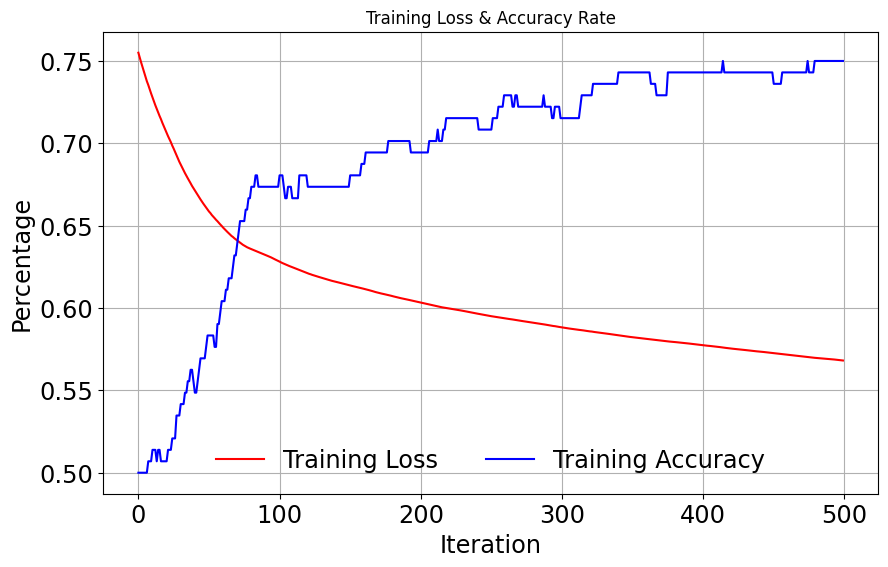 Training Loss & Accuracy Rate
0.75
0.70
0.65
0.60
0.55
0.50
Percentage
Training Loss
Training Accuracy
0 100 200 300 400 500
Iteration